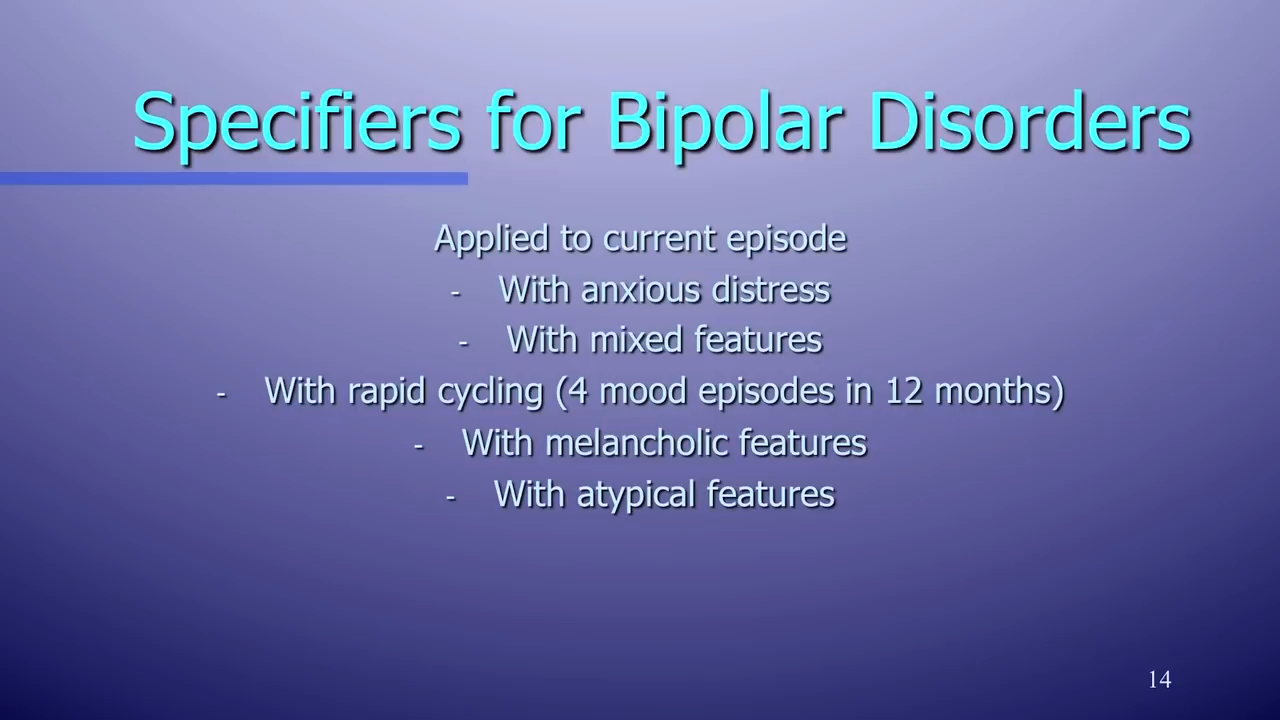 Specifiers for Bipolar Disorders
Applied to current episode
- With anxious distress
- With mixed features
- With rapid cycling (4 mood episodes in 12 months)
- With melancholic features
- With atypical features
14